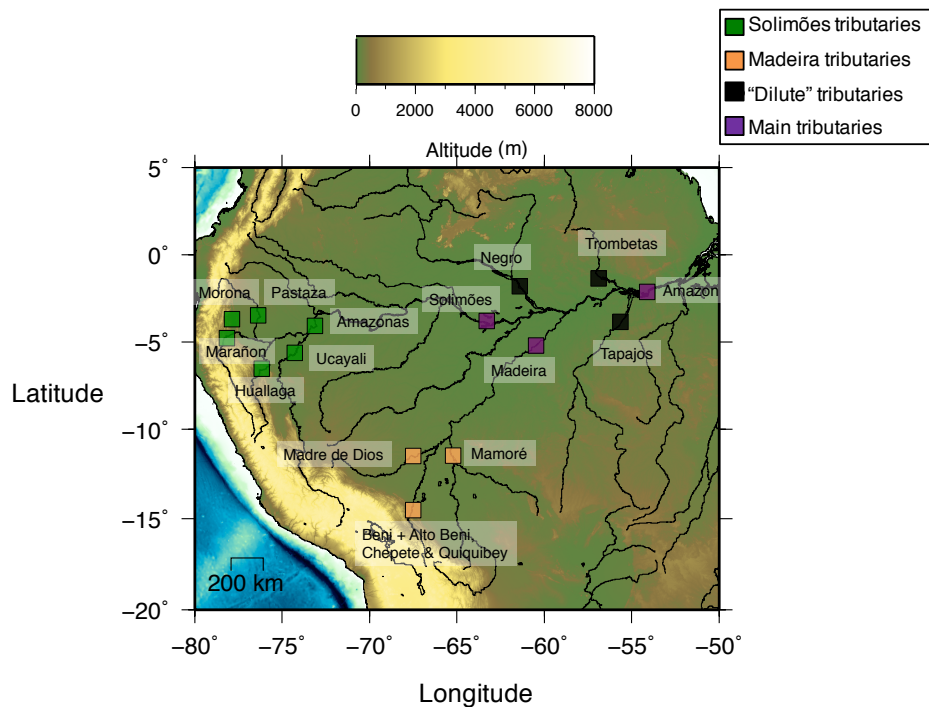 Solimões tributaries
Madeira tributaries
“Dilute” tributaries
Main tributaries
0 2000 4000 6000 8000
Altitude (m)
5˚
0˚
−5˚
−10˚
−15˚
−20˚
Latitude
Trombetas
Negro
Morona
Pastaza
Solimões
Amazon
Amazonas
Marañon
Ucayali
Madeira
Tapajos
Huallaga
Madre de Dios
Mamoré
Beni + Alto Beni,
Chepete & Quiquibey
200 km
−80˚ −75˚ −70˚ −65˚ −60˚ −55˚ −50˚
Longitude